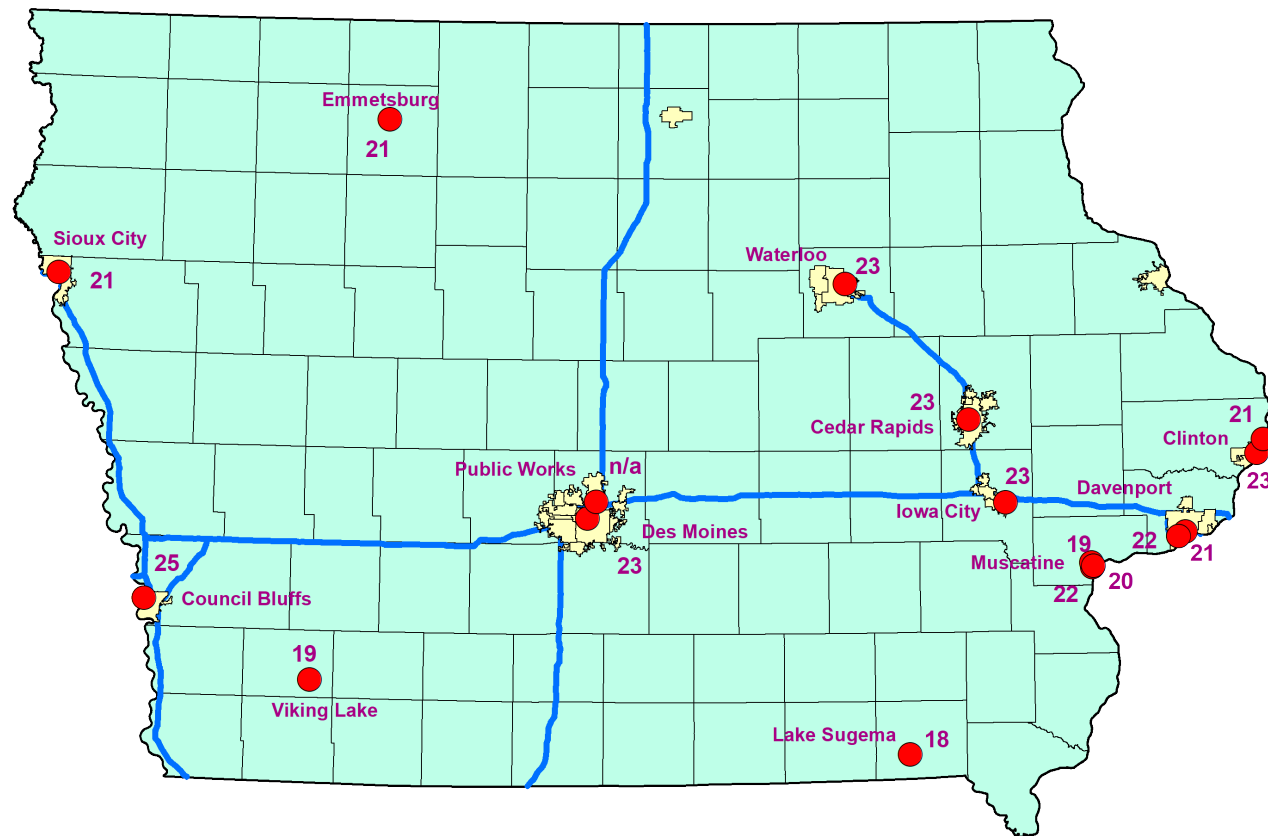 Emmetsburg
21
Sioux City
21
Waterloo
23
23
Cedar Rapids
21
Clinton
23
Public Works
n/a
Des Moines
23
23
Iowa City
Davenport
22
21
19
Muscatine
20
22
25
Council Bluffs
19
Viking Lake
Lake Sugema
18